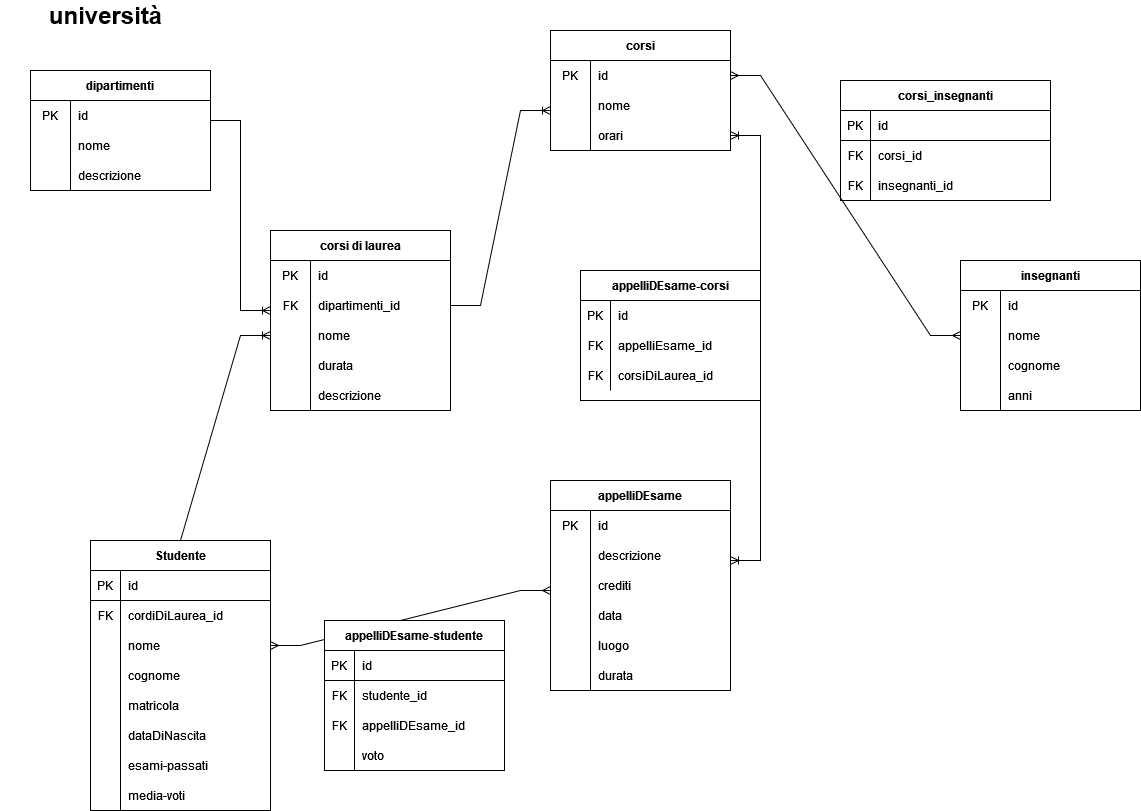 università
dipartimenti
PK id
nome
descrizione
corsi
PK id
nome
orari
corsi_insegnanti
PK id
FK corsi_id
FK insegnanti_id
corsi di laurea
PK id
FK dipartimenti_id
nome
durata
descrizione
appelliDEsame-corsi
PK id
FK appelliEsame_id
FK corsiDiLaurea_id
insegnanti
PK id
nome
cognome
anni
appelliDEsame
PK id
descrizione
crediti
data
luogo
durata
Studente
PK id
FK cordiDiLaurea_id
nome
cognome
matricola
dataDiNascita
esami-passati
media-voti
appelliDEsame-studente
PK id
FK studente_id
FK appelliDEsame_id
voto